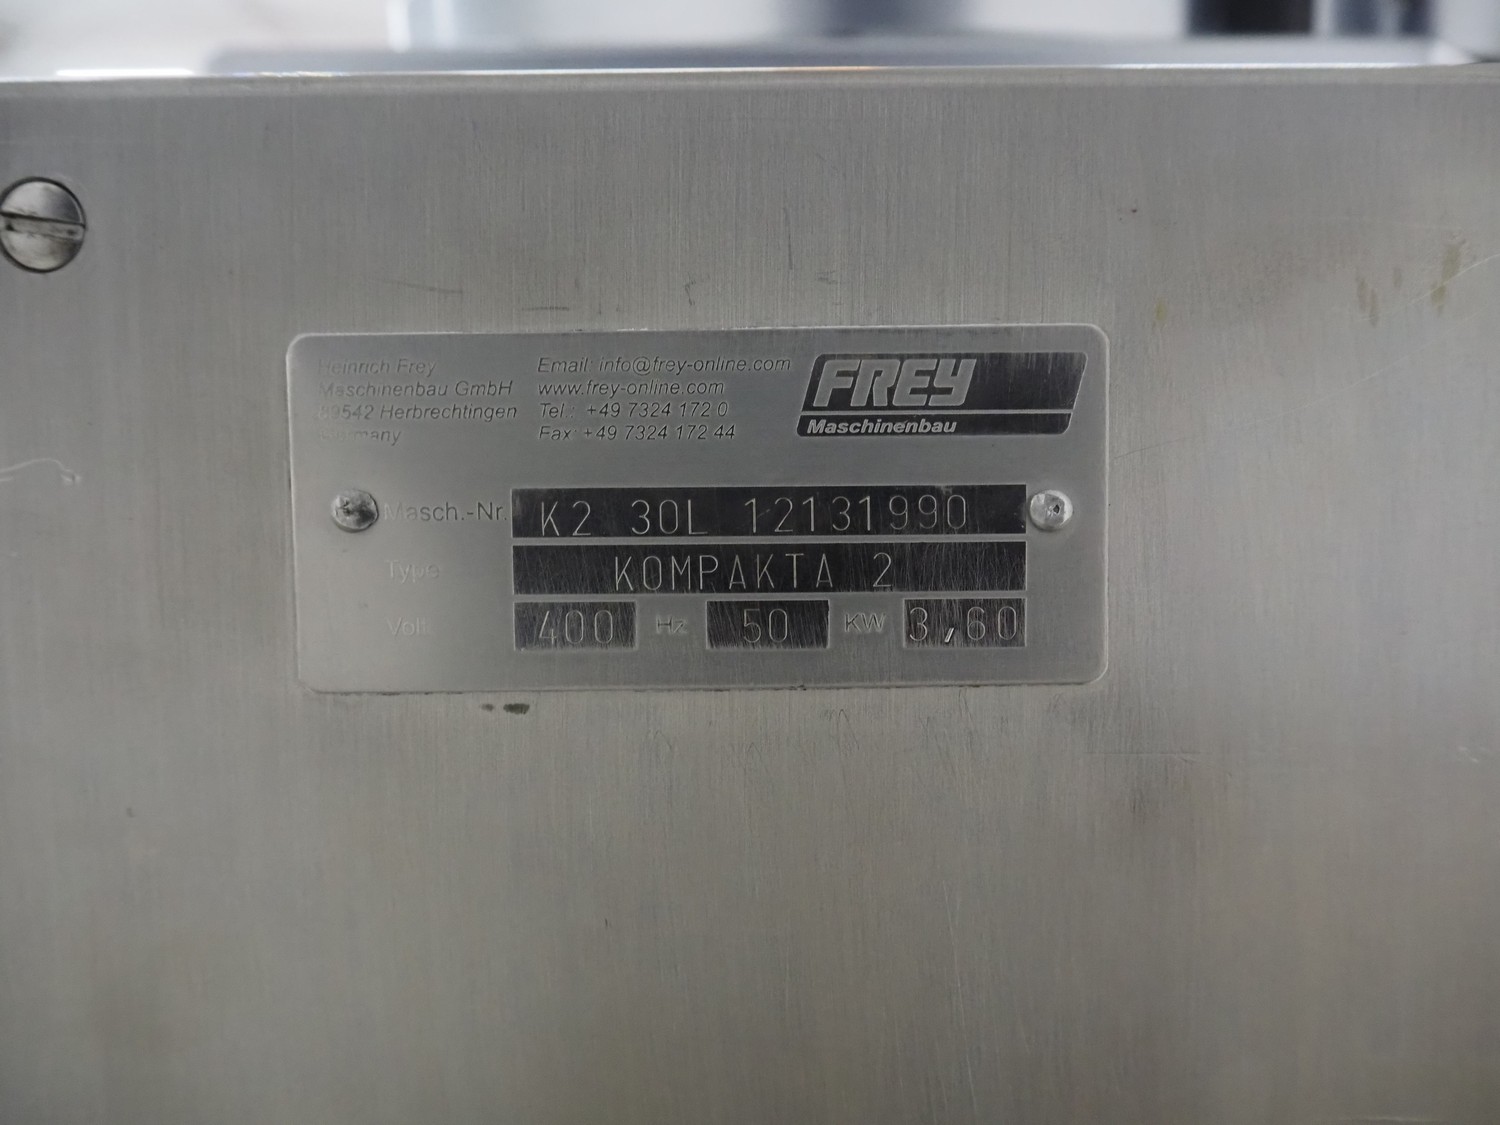 Heinrich Frey
Maschinenbau GmbH
89542 Herbrechtingen
Germany
Email: info@frey-online.com
www.frey-online.com
Tel.: +49 7324 172 0
Fax: +49 7324 172 44
FREY
Maschinenbau
Masch.-Nr. K2 30L 12131990
Type KOMPAKTA 2
Volt 400 Hz 50 KW 3,60